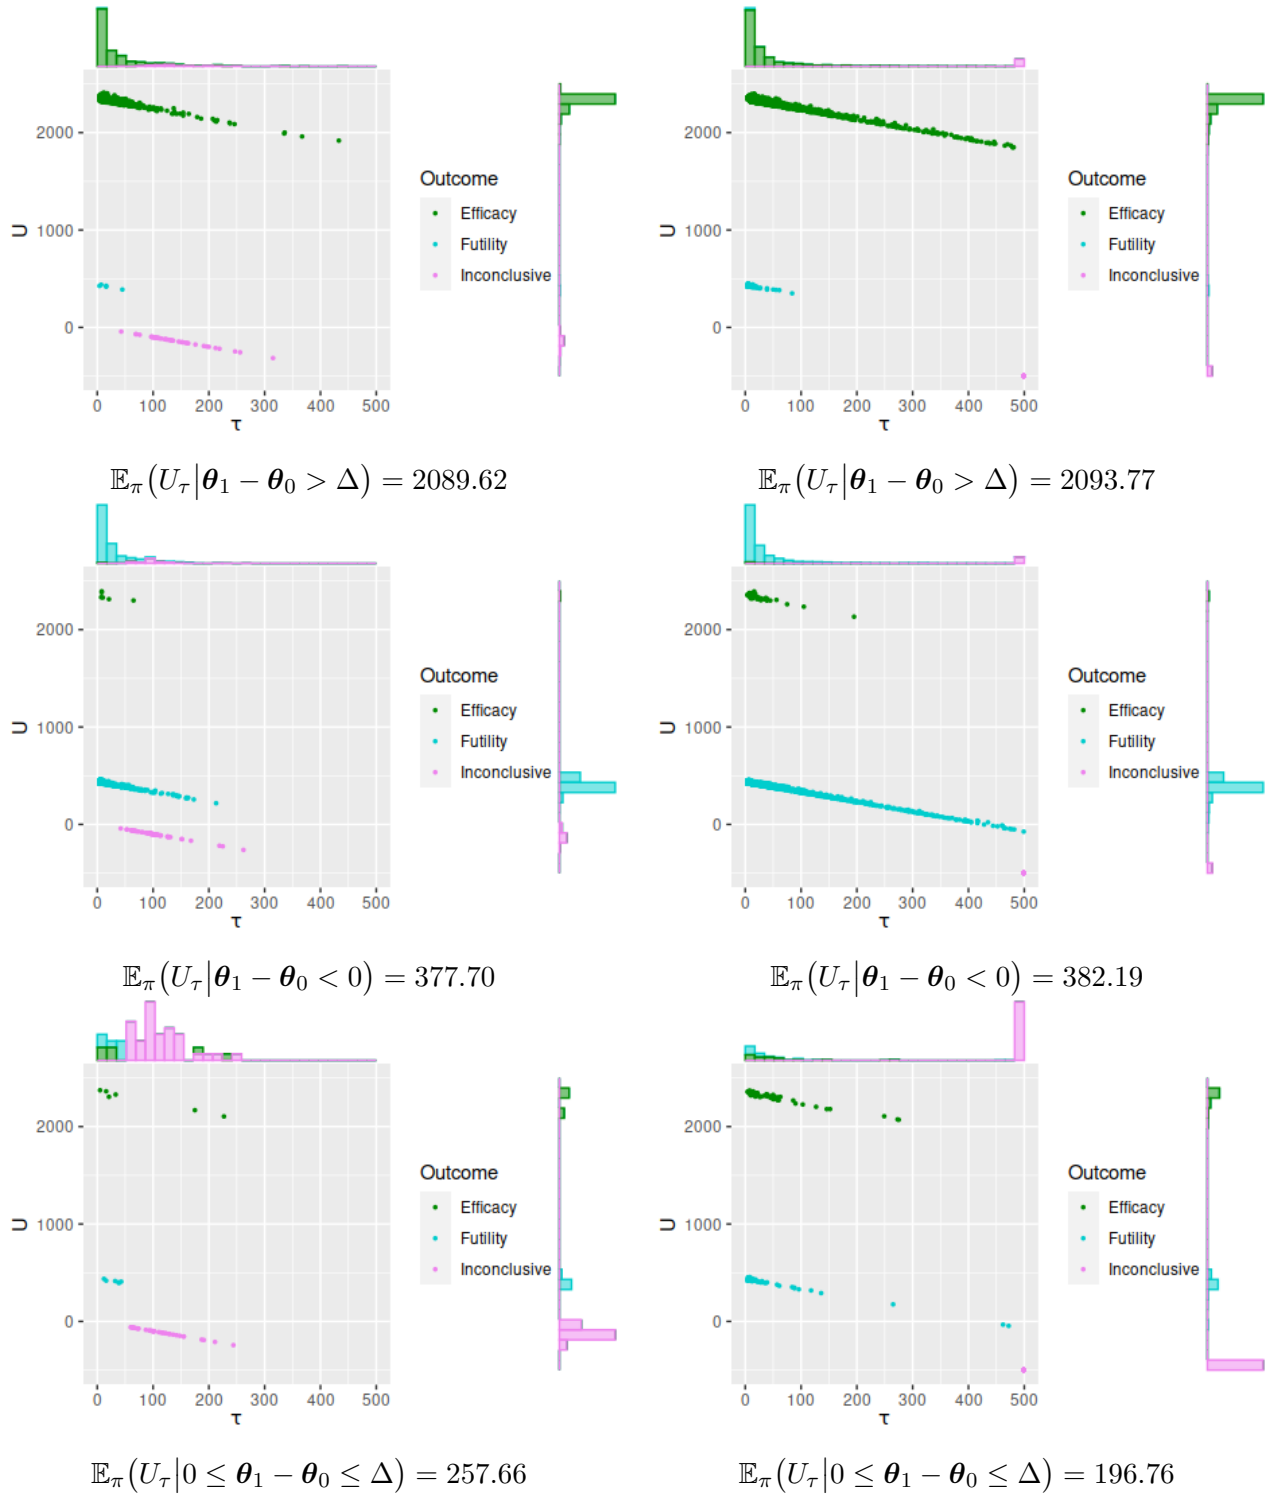 2000
1000
0
U
0 100 200 300 400 500
τ
Outcome
Efficacy
Futility
Inconclusive
2000
1000
0
U
0 100 200 300 400 500
τ
Outcome
Efficacy
Futility
Inconclusive
𝔼π(Uτ|θ1 − θ0 > Δ) = 2089.62
𝔼π(Uτ|θ1 − θ0 > Δ) = 2093.77
2000
1000
0
U
0 100 200 300 400 500
τ
Outcome
Efficacy
Futility
Inconclusive
2000
1000
0
U
0 100 200 300 400 500
τ
Outcome
Efficacy
Futility
Inconclusive
𝔼π(Uτ|θ1 − θ0 < 0) = 377.70
𝔼π(Uτ|θ1 − θ0 < 0) = 382.19
2000
1000
0
U
0 100 200 300 400 500
τ
Outcome
Efficacy
Futility
Inconclusive
2000
1000
0
U
0 100 200 300 400 500
τ
Outcome
Efficacy
Futility
Inconclusive
𝔼π(Uτ|0 ≤ θ1 − θ0 ≤ Δ) = 257.66
𝔼π(Uτ|0 ≤ θ1 − θ0 ≤ Δ) = 196.76